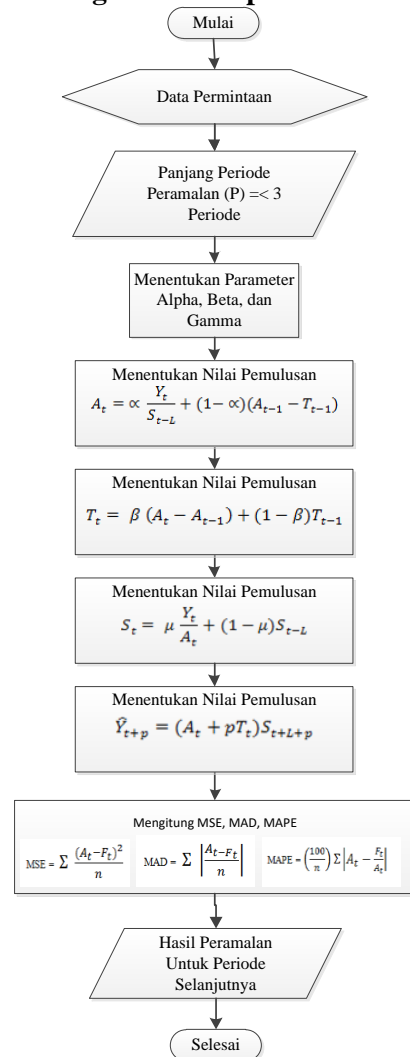 Mulai
Data Permintaan
Panjang Periode
Peramalan (P) =< 3
Periode
Menentukan Parameter
Alpha, Beta, dan
Gamma
Menentukan Nilai Pemulusan
A_t = ∝ Y_t/S_{t-L} + (1- ∝)(A_{t-1} − T_{t-1})
Menentukan Nilai Pemulusan
T_t = β (A_t − A_{t-1}) + (1 − β)T_{t-1}
Menentukan Nilai Pemulusan
S_t = μ Y_t/A_t + (1 − μ)S_{t-L}
Menentukan Nilai Pemulusan
Ŷ_{t+p} = (A_t + pT_t)S_{t+L+p}
Mengitung MSE, MAD, MAPE
MSE = Σ (A_t−F_t)²/n MAD = Σ |A_{t−F_t}/n| MAPE = (100/n) Σ|A_t − F_t/A_t|
Hasil Peramalan
Untuk Periode
Selanjutnya
Selesai